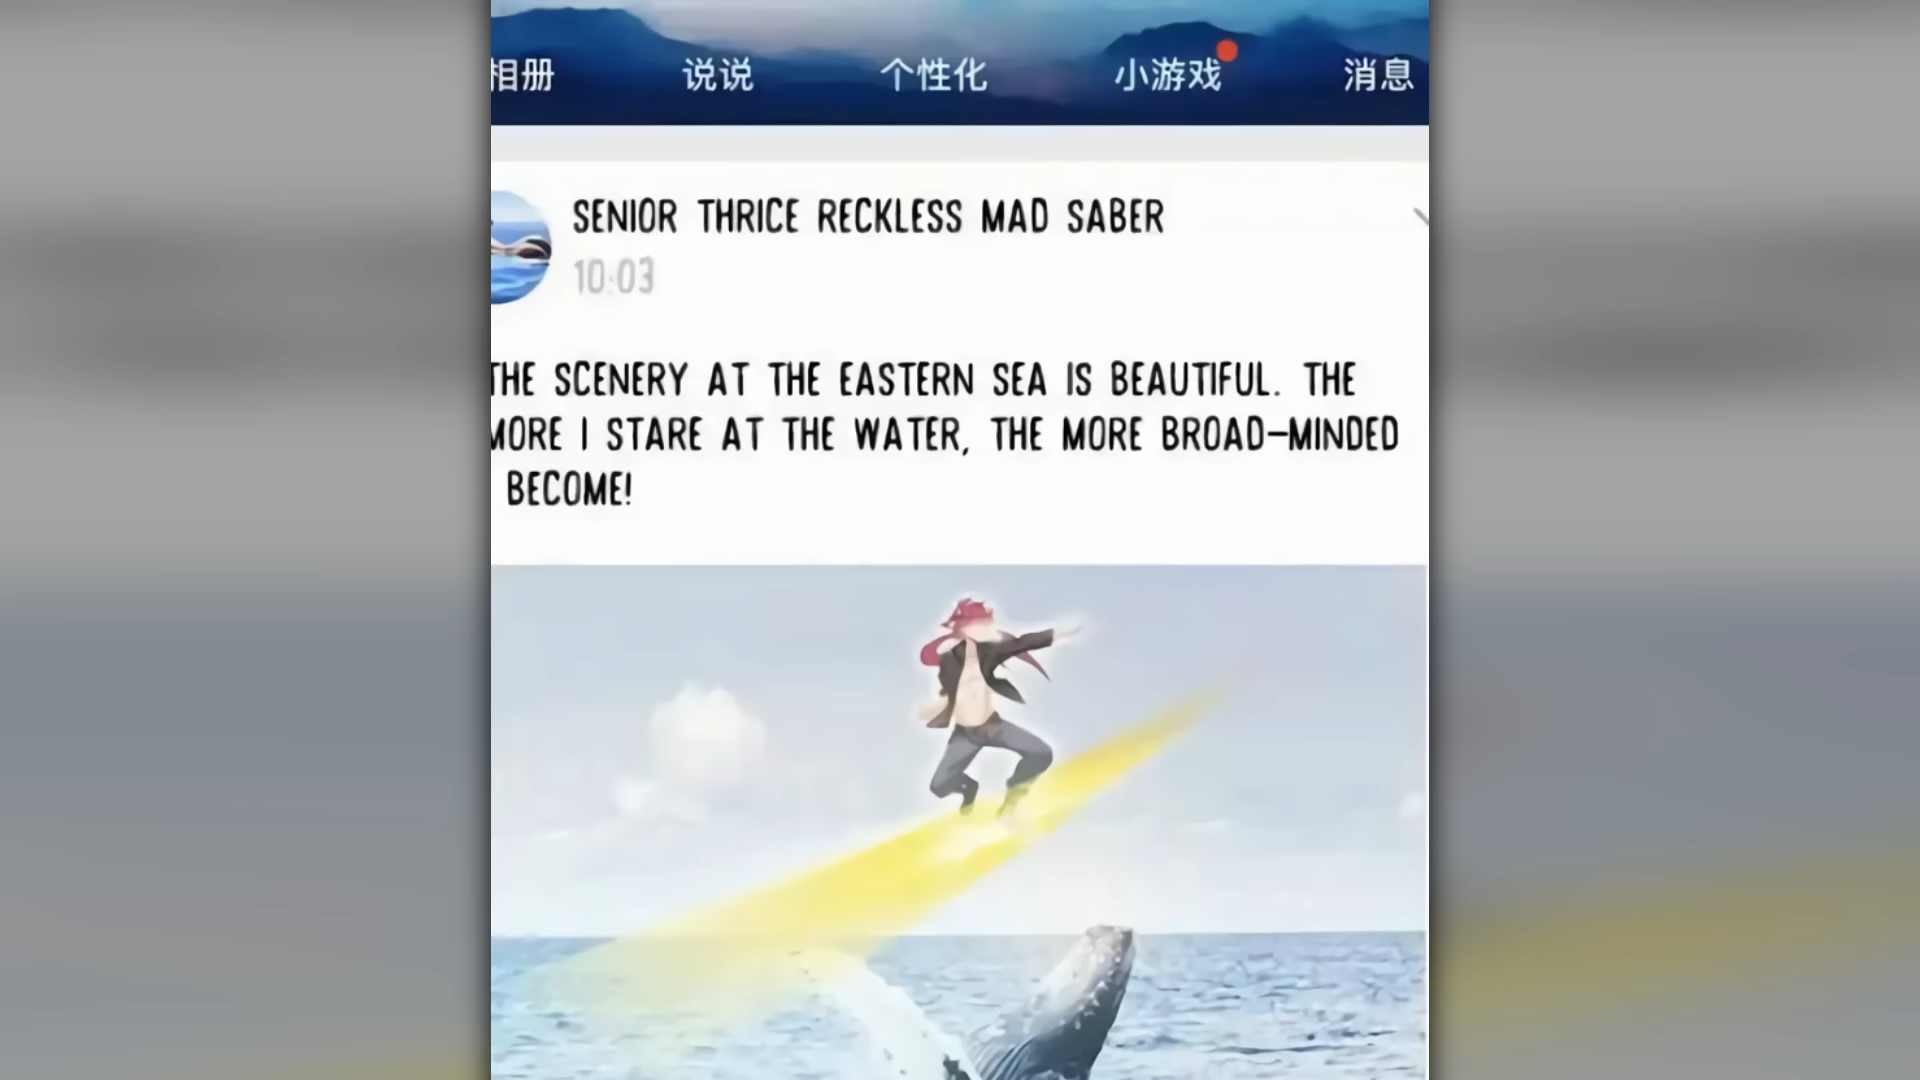 相册 说说 个性化 小游戏 消息
SENIOR THRICE RECKLESS MAD SABER
10:03
THE SCENERY AT THE EASTERN SEA IS BEAUTIFUL. THE
MORE I STARE AT THE WATER, THE MORE BROAD-MINDED
BECOME!